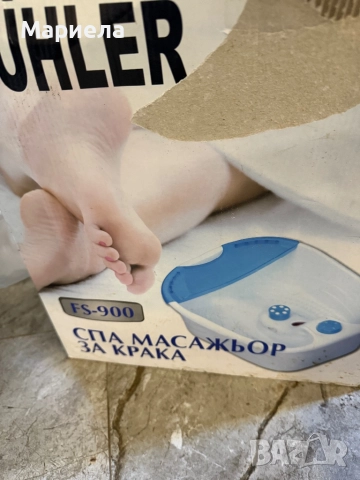 Мариела
ÜHLER
FS-900
СПА МАСАЖЬОР
ЗА КРАКА
BAZAR